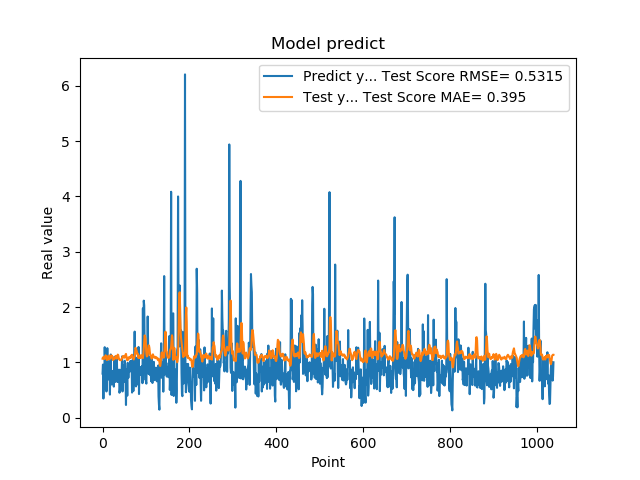 Model predict
Predict y... Test Score RMSE= 0.5315
Test y... Test Score MAE= 0.395
6
5
4
3
2
1
0
Real value
0 200 400 600 800 1000
Point